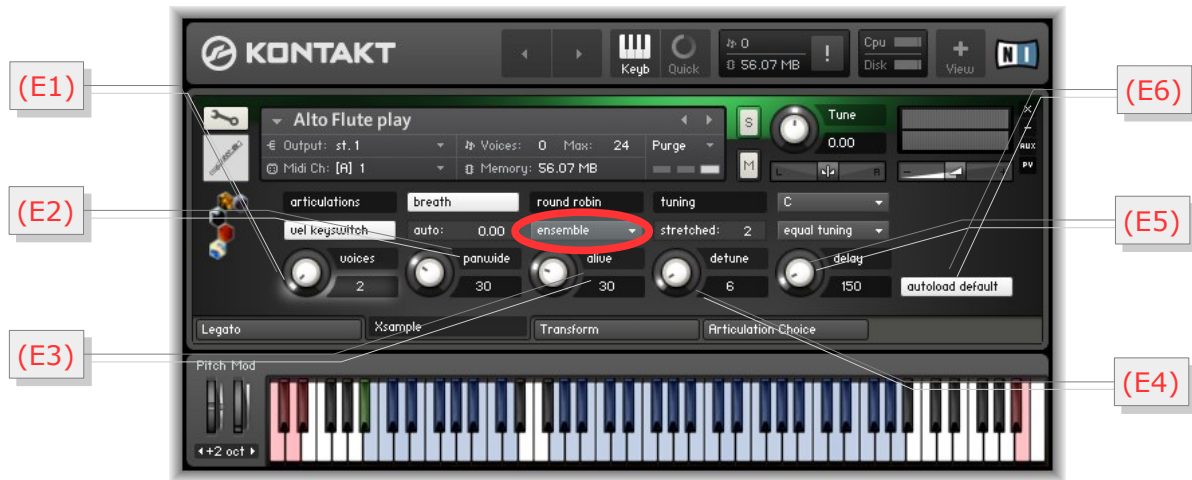 KONTAKT
Keyb Quick
0
56.07 MB
!
Cpu
Disk
+
View
N I
(E1)
(E6)
Alto Flute play
S
Tune
0.00
X
-
AUX
PV
Output: st.1 Voices: 0 Max: 24 Purge
Midi Ch: [A] 1 Memory: 56.07 MB
M
L R
- +
(E2)
(E5)
articulations breath round robin tuning C
vel keyswitch auto: 0.00 ensemble stretched: 2 equal tuning
voices panwide alive detune delay
2 30 30 6 150 autoload default
Legato Xsample Transform Articulation Choice
(E3)
(E4)
Pitch Mod
+2 oct